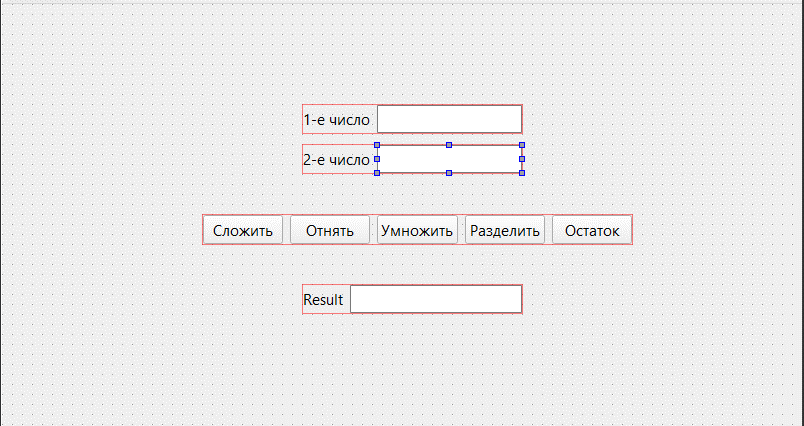 1-е число
2-е число
Сложить Отнять Умножить Разделить Остаток
Result